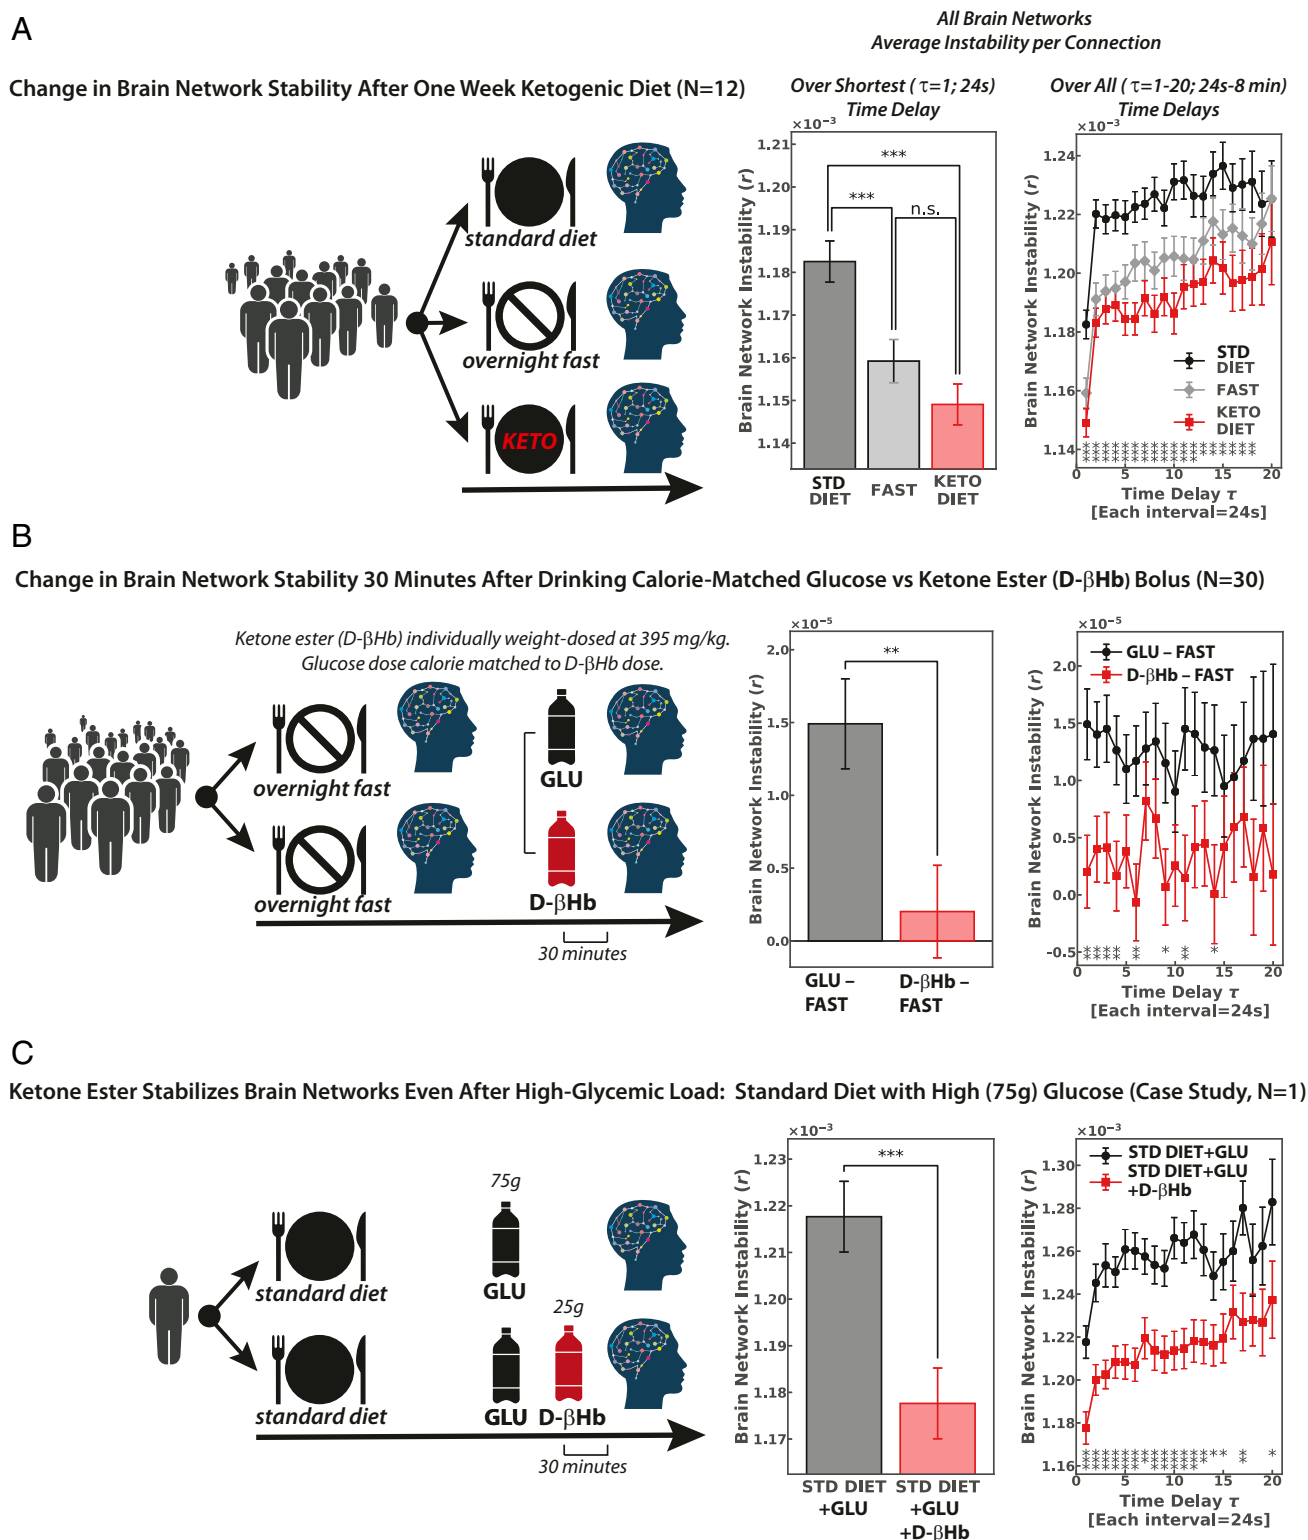 A
All Brain Networks
Average Instability per Connection
Change in Brain Network Stability After One Week Ketogenic Diet (N=12)
Over Shortest ( τ=1; 24s)
Time Delay
Over All ( τ=1-20; 24s-8 min)
Time Delays
standard diet
overnight fast
KETO
×10⁻³
1.21
1.20
1.19
1.18
1.17
1.16
1.15
1.14
Brain Network Instability (r)
***
***
n.s.
STD
DIET
FAST
KETO
DIET
×10⁻³
1.24
1.22
1.20
1.18
1.16
1.14
Brain Network Instability (r)
STD
DIET
FAST
KETO
DIET
0 5 10 15 20
Time Delay τ
[Each interval=24s]
B
Change in Brain Network Stability 30 Minutes After Drinking Calorie-Matched Glucose vs Ketone Ester (D-βHb) Bolus (N=30)
Ketone ester (D-βHb) individually weight-dosed at 395 mg/kg.
Glucose dose calorie matched to D-βHb dose.
overnight fast
GLU
overnight fast
D-βHb
30 minutes
×10⁻⁵
2.0
1.5
1.0
0.5
0.0
Brain Network Instability (r)
**
GLU –
FAST
D-βHb –
FAST
×10⁻⁵
2.0
1.5
1.0
0.5
0.0
-0.5
Brain Network Instability (r)
GLU – FAST
D-βHb – FAST
0 5 10 15 20
Time Delay τ
[Each interval=24s]
C
Ketone Ester Stabilizes Brain Networks Even After High-Glycemic Load: Standard Diet with High (75g) Glucose (Case Study, N=1)
75g
standard diet
GLU
25g
standard diet
GLU D-βHb
30 minutes
×10⁻³
1.23
1.22
1.21
1.20
1.19
1.18
1.17
Brain Network Instability (r)
***
STD DIET
+GLU
STD DIET
+GLU
+D-βHb
×10⁻³
1.30
1.28
1.26
1.24
1.22
1.20
1.18
1.16
Brain Network Instability (r)
STD DIET+GLU
STD DIET+GLU
+D-βHb
0 5 10 15 20
Time Delay τ
[Each interval=24s]